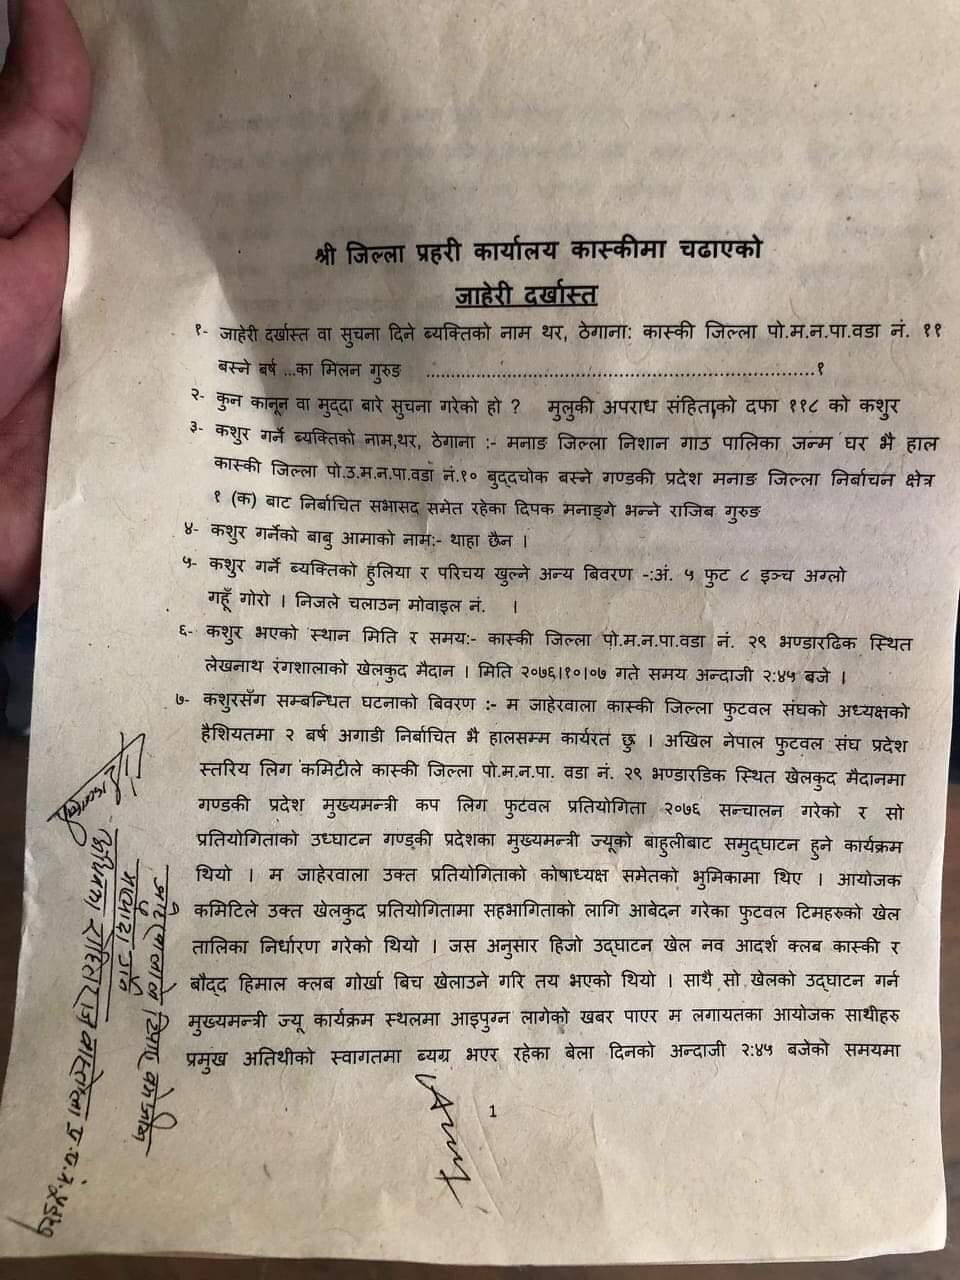 श्री जिल्ला प्रहरी कार्यालय कास्कीमा चढाएको
जाहेरी दर्खास्त
१- जाहेरी दर्खास्त वा सुचना दिने ब्यक्तिको नाम थर, ठेगाना: कास्की जिल्ला पो.म.न.पा.वडा नं. ११
बस्ने बर्ष ...का मिलन गुरुङ ......................................................................१
२- कुन कानून वा मुद्दा बारे सुचना गरेको हो ? मुलुकी अपराध संहिताको दफा ११८ को कशुर
३- कशुर गर्ने ब्यक्तिको नाम,थर, ठेगाना :- मनाङ जिल्ला निशान गाउ पालिका जन्म घर भै हाल
कास्की जिल्ला पो.उ.म.न.पा.वडा नं.१० बुद्दचोक बस्ने गण्डकी प्रदेश मनाङ जिल्ला निर्बाचन क्षेत्र
१ (क) बाट निर्बाचित सभासद समेत रहेका दिपक मनाङ्गे भन्ने राजिब गुरुङ
४- कशुर गर्नेको बाबु आमाको नाम:- थाहा छैन ।
५- कशुर गर्ने ब्यक्तिको हुलिया र परिचय खुल्ने अन्य बिवरण -:अं. ५ फुट ८ इञ्च अग्लो
गहूँ गोरो । निजले चलाउन मोवाइल नं. ।
६- कशुर भएको स्थान मिति र समय:- कास्की जिल्ला पो.म.न.पा.वडा नं. २९ भण्डारढिक स्थित
लेखनाथ रंगशालाको खेलकुद मैदान । मिति २०७६।१०।०७ गते समय अन्दाजी २:४५ बजे ।
७- कशुरसँग सम्बन्धित घटनाको बिवरण :- म जाहेरवाला कास्की जिल्ला फुटवल संघको अध्यक्षको
हैशियतमा २ बर्ष अगाडी निर्बाचित भै हालसम्म कार्यरत छु । अखिल नेपाल फुटवल संघ प्रदेश
स्तरिय लिग कमिटीले कास्की जिल्ला पो.म.न.पा. वडा नं. २९ भण्डारडिक स्थित खेलकुद मैदानमा
गण्डकी प्रदेश मुख्यमन्त्री कप लिग फुटवल प्रतियोगिता २०७६ सन्चालन गरेको र सो
प्रतियोगिताको उध्घाटन गण्ड्की प्रदेशका मुख्यमन्त्री ज्यूको बाहुलीबाट समुद्घाटन हुने कार्यक्रम
थियो । म जाहेरवाला उक्त प्रतियोगिताको कोषाध्यक्ष समेतको भुमिकामा थिए । आयोजक
कमिटिले उक्त खेलकुद प्रतियोगितामा सहभागिताको लागि आबेदन गरेका फुटवल टिमहरुको खेल
तालिका निर्धारण गरेको थियो । जस अनुसार हिजो उद्घाटन खेल नव आदर्श क्लब कास्की र
बौद्द हिमाल क्लब गोर्खा बिच खेलाउने गरि तय भएको थियो । साथै सो खेलको उद्घाटन गर्न
मुख्यमन्त्री ज्यू कार्यक्रम स्थलमा आइपुग्न लागेको खबर पाएर म लगायतका आयोजक साथीहरु
प्रमुख अतिथीको स्वागतमा ब्यग्र भएर रहेका बेला दिनको अन्दाजी २:४५ बजेको समयमा
1